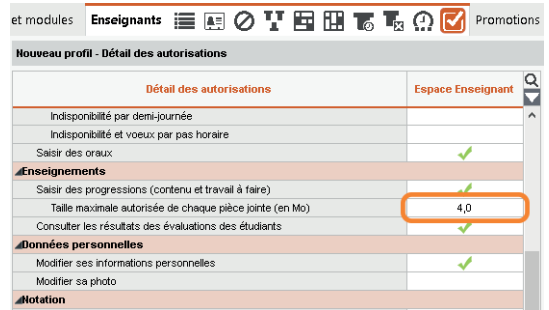 et modules Enseignants Promotions
Nouveau profil - Détail des autorisations
Détail des autorisations Espace Enseignant
Indisponibilité par demi-journée
Indisponibilité et voeux par pas horaire
Saisir des oraux
Enseignements
Saisir des progressions (contenu et travail à faire)
Taille maximale autorisée de chaque pièce jointe (en Mo) 4,0
Consulter les résultats des évaluations des étudiants
Données personnelles
Modifier ses informations personnelles
Modifier sa photo
Notation